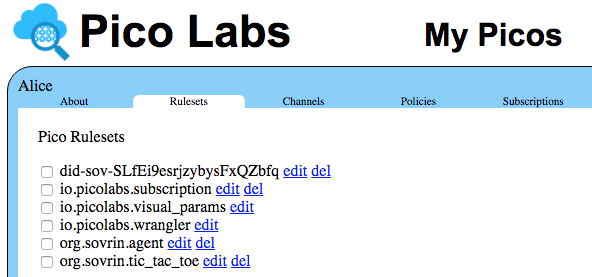 Pico Labs My Picos
Alice
About Rulesets Channels Policies Subscriptions
Pico Rulesets
did-sov-SLfEi9esrjzybysFxQZbfq edit del
io.picolabs.subscription edit del
io.picolabs.visual_params edit
io.picolabs.wrangler edit
org.sovrin.agent edit del
org.sovrin.tic_tac_toe edit del